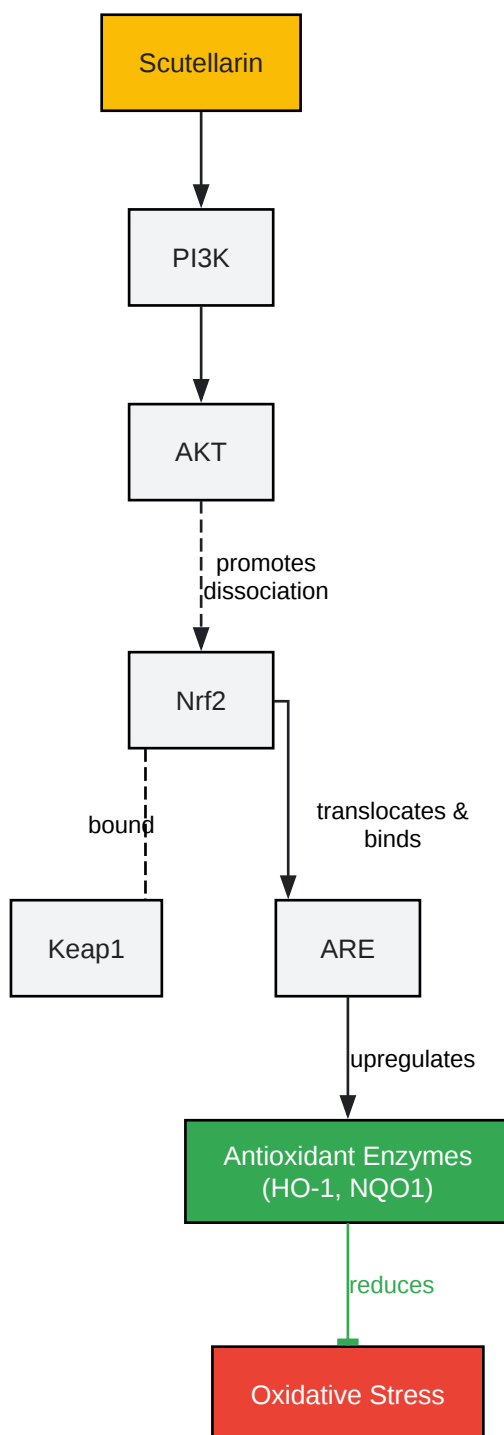 Scutellarin
PI3K
AKT
promotes
dissociation
Nrf2
bound
translocates &
binds
Keap1
ARE
upregulates
Antioxidant Enzymes
(HO-1, NQO1)
reduces
Oxidative Stress